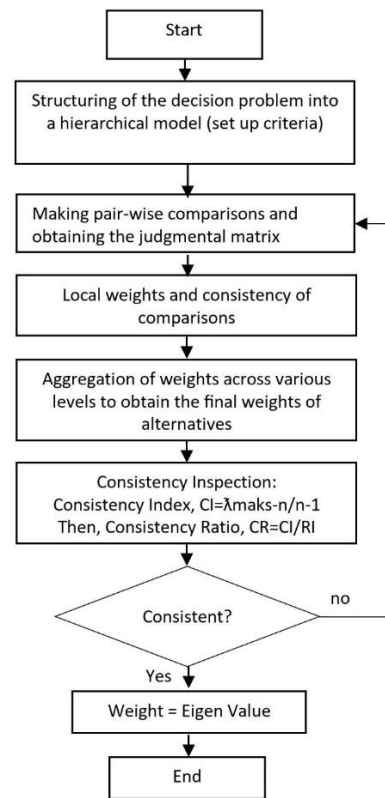 Start
Structuring of the decision problem into
a hierarchical model (set up criteria)
Making pair-wise comparisons and
obtaining the judgmental matrix
Local weights and consistency of
comparisons
Aggregation of weights across various
levels to obtain the final weights of
alternatives
Consistency Inspection:
Consistency Index, CI=ƛmaks-n/n-1
Then, Consistency Ratio, CR=CI/RI
Consistent?
no
Yes
Weight = Eigen Value
End